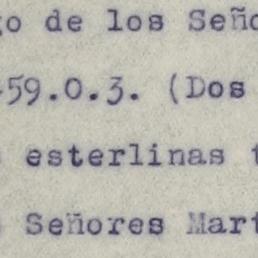 go de los Seño
59.0.3. (Dos
esterlinas
Señores Mart